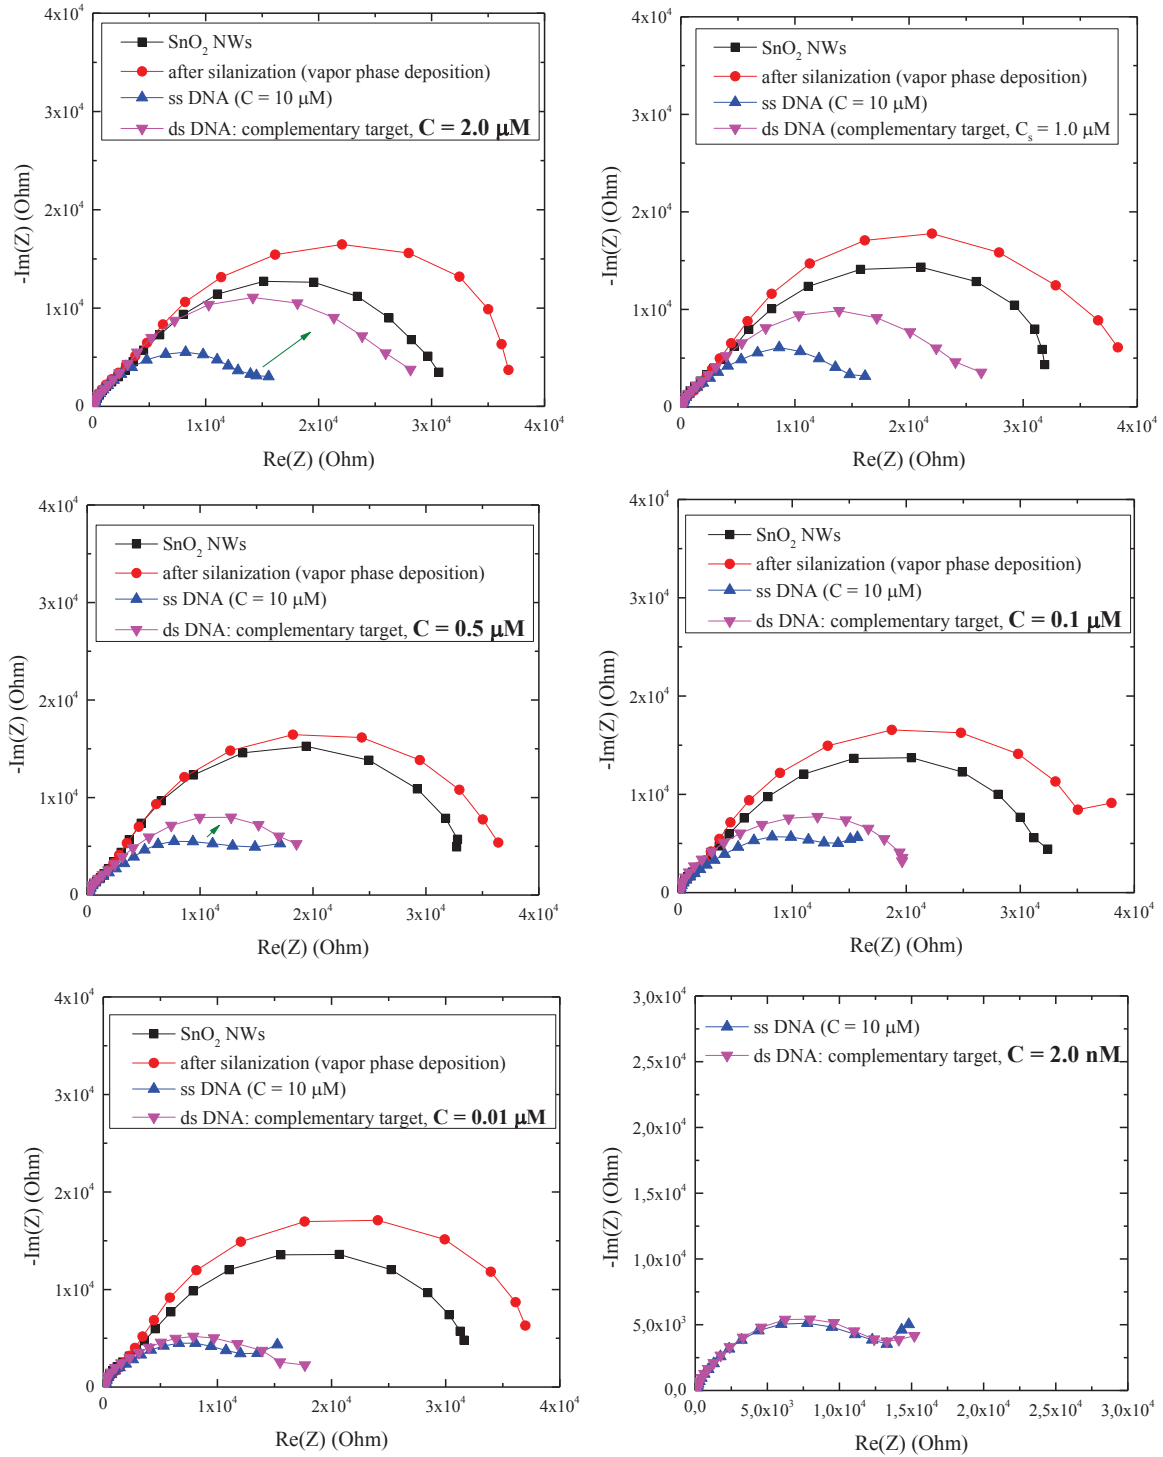 4x10⁴
3x10⁴
2x10⁴
1x10⁴
0
-Im(Z) (Ohm)
SnO₂ NWs
after silanization (vapor phase deposition)
ss DNA (C = 10 μM)
ds DNA: complementary target, C = 2.0 μM
0 1x10⁴ 2x10⁴ 3x10⁴ 4x10⁴
Re(Z) (Ohm)
4x10⁴
3x10⁴
2x10⁴
1x10⁴
0
-Im(Z) (Ohm)
SnO₂ NWs
after silanization (vapor phase deposition)
ss DNA (C = 10 μM)
ds DNA (complementary target, Cₛ = 1.0 μM
0 1x10⁴ 2x10⁴ 3x10⁴ 4x10⁴
Re(Z) (Ohm)
4x10⁴
3x10⁴
2x10⁴
1x10⁴
0
-Im(Z) (Ohm)
SnO₂ NWs
after silanization (vapor phase deposition)
ss DNA (C = 10 μM)
ds DNA: complementary target, C = 0.5 μM
0 1x10⁴ 2x10⁴ 3x10⁴ 4x10⁴
Re(Z) (Ohm)
4x10⁴
3x10⁴
2x10⁴
1x10⁴
0
-Im(Z) (Ohm)
SnO₂ NWs
after silanization (vapor phase deposition)
ss DNA (C = 10 μM)
ds DNA: complementary target, C = 0.1 μM
0 1x10⁴ 2x10⁴ 3x10⁴ 4x10⁴
Re(Z) (Ohm)
4x10⁴
3x10⁴
2x10⁴
1x10⁴
0
-Im(Z) (Ohm)
SnO₂ NWs
after silanization (vapor phase deposition)
ss DNA (C = 10 μM)
ds DNA: complementary target, C = 0.01 μM
0 1x10⁴ 2x10⁴ 3x10⁴ 4x10⁴
Re(Z) (Ohm)
3,0x10⁴
2,5x10⁴
2,0x10⁴
1,5x10⁴
1,0x10⁴
5,0x10³
0,0
-Im(Z) (Ohm)
ss DNA (C = 10 μM)
ds DNA: complementary target, C = 2.0 nM
0,0 5,0x10³ 1,0x10⁴ 1,5x10⁴ 2,0x10⁴ 2,5x10⁴ 3,0x10⁴
Re(Z) (Ohm)